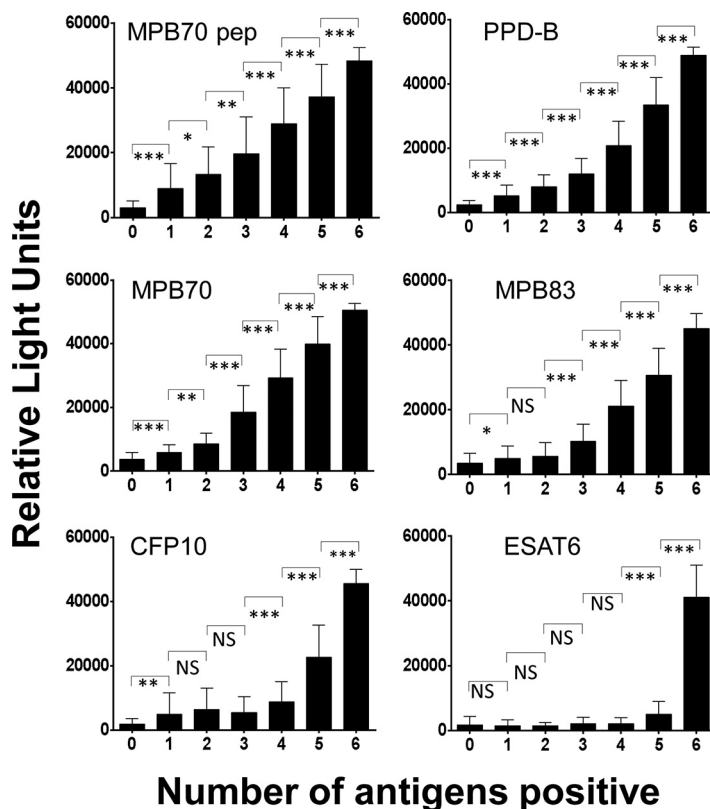 MPB70 pep
60000
40000
20000
0
***
*
**
***
***
***
0 1 2 3 4 5 6
PPD-B
60000
40000
20000
0
***
***
***
***
***
***
0 1 2 3 4 5 6
MPB70
60000
40000
20000
0
***
**
***
***
***
***
0 1 2 3 4 5 6
MPB83
60000
40000
20000
0
*
NS
***
***
***
***
0 1 2 3 4 5 6
CFP10
60000
40000
20000
0
**
NS
NS
***
***
***
0 1 2 3 4 5 6
ESAT6
60000
40000
20000
0
NS
NS
NS
NS
***
***
0 1 2 3 4 5 6
Relative Light Units
Number of antigens positive